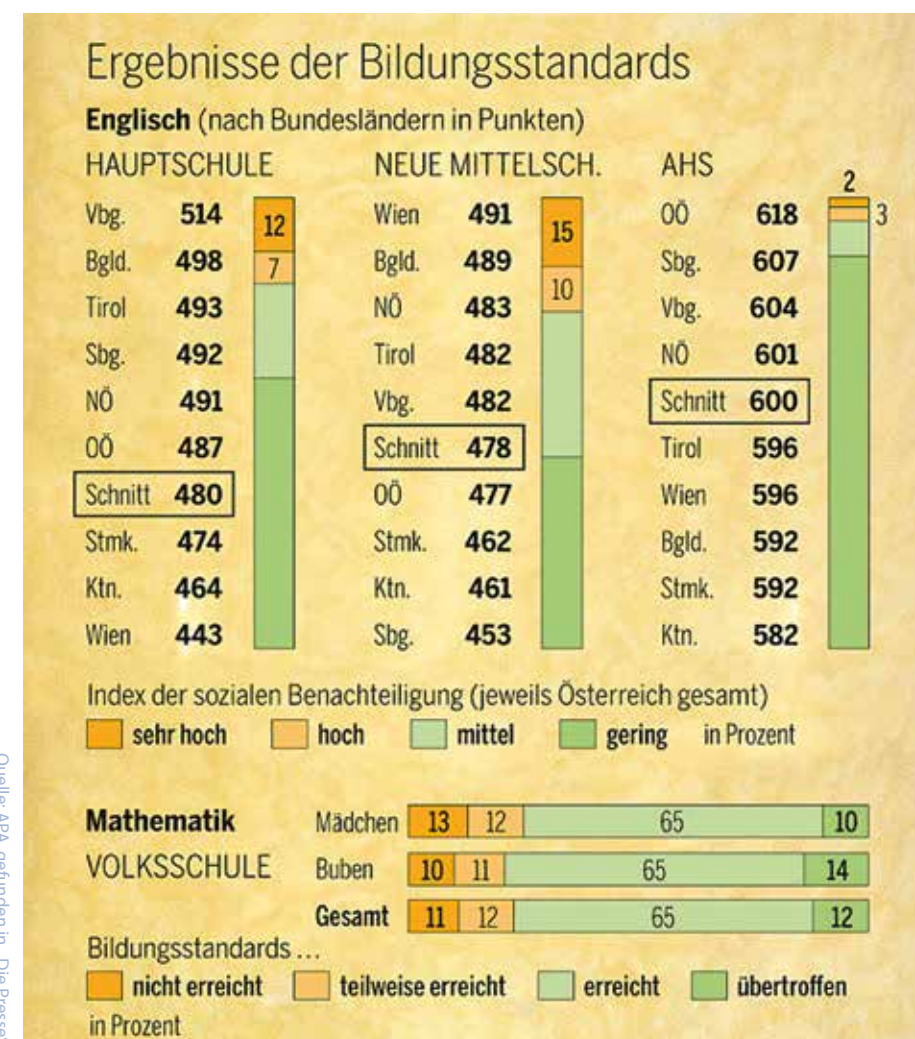 Ergebnisse der Bildungsstandards
Englisch (nach Bundesländern in Punkten)
HAUPTSCHULE
Vbg. 514
Bgld. 498
Tirol 493
Sbg. 492
NÖ 491
OÖ 487
Schnitt 480
Stmk. 474
Ktn. 464
Wien 443
12
7
NEUE MITTELSCH.
Wien 491
Bgld. 489
NÖ 483
Tirol 482
Vbg. 482
Schnitt 478
OÖ 477
Stmk. 462
Ktn. 461
Sbg. 453
15
10
AHS
OÖ 618
Sbg. 607
Vbg. 604
NÖ 601
Schnitt 600
Tirol 596
Wien 596
Bgld. 592
Stmk. 592
Ktn. 582
2
3
Index der sozialen Benachteiligung (jeweils Österreich gesamt)
sehr hoch hoch mittel gering in Prozent
Mathematik
VOLKSSCHULE
Mädchen 13 12 65 10
Buben 10 11 65 14
Gesamt 11 12 65 12
Bildungsstandards ...
nicht erreicht teilweise erreicht erreicht übertroffen
in Prozent
Quelle: APA, gefunden in „Die Presse“